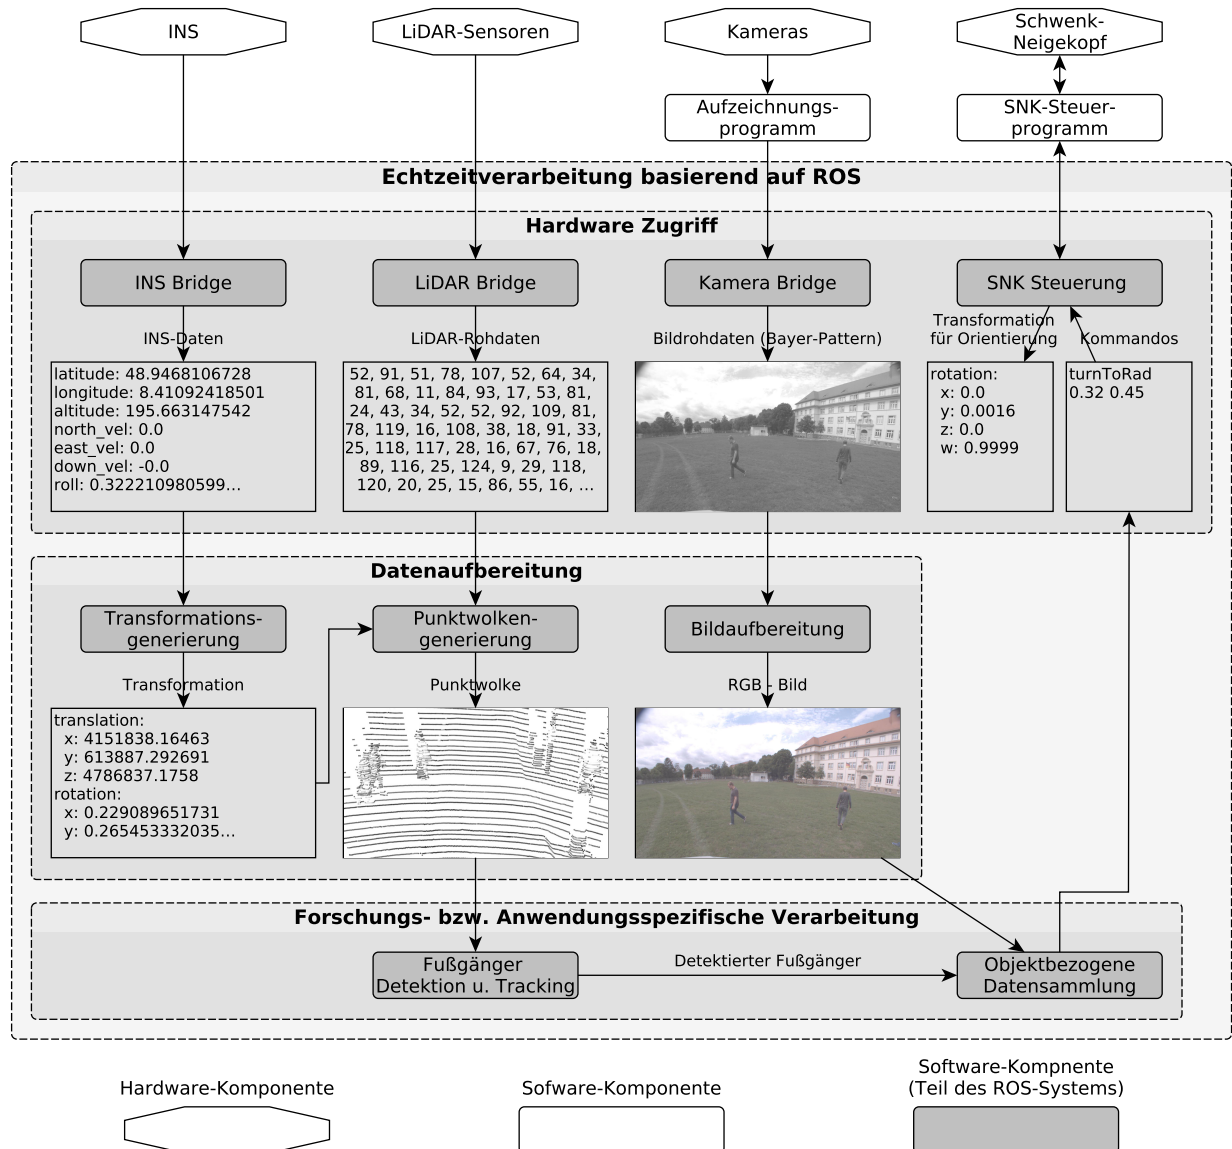 INS
LiDAR-Sensoren
Kameras
Schwenk-
Neigekopf
Aufzeichnungs-
programm
SNK-Steuer-
programm
Echtzeitverarbeitung basierend auf ROS
Hardware Zugriff
INS Bridge
LiDAR Bridge
Kamera Bridge
SNK Steuerung
INS-Daten
LiDAR-Rohdaten
Bildrohdaten (Bayer-Pattern)
Transformation
für Orientierung
Kommandos
latitude: 48.9468106728
longitude: 8.41092418501
altitude: 195.663147542
north_vel: 0.0
east_vel: 0.0
down_vel: -0.0
roll: 0.322210980599...
52, 91, 51, 78, 107, 52, 64, 34,
81, 68, 11, 84, 93, 17, 53, 81,
24, 43, 34, 52, 52, 92, 109, 81,
78, 119, 16, 108, 38, 18, 91, 33,
25, 118, 117, 28, 16, 67, 76, 18,
89, 116, 25, 124, 9, 29, 118,
120, 20, 25, 15, 86, 55, 16, ...
rotation:
x: 0.0
y: 0.0016
z: 0.0
w: 0.9999
turnToRad
0.32 0.45
Datenaufbereitung
Transformations-
generierung
Punktwolken-
generierung
Bildaufbereitung
Transformation
Punktwolke
RGB - Bild
translation:
x: 4151838.16463
y: 613887.292691
z: 4786837.1758
rotation:
x: 0.229089651731
y: 0.265453332035...
Forschungs- bzw. Anwendungsspezifische Verarbeitung
Fußgänger
Detektion u. Tracking
Detektierter Fußgänger
Objektbezogene
Datensammlung
Hardware-Komponente
Sofware-Komponente
Software-Kompnente
(Teil des ROS-Systems)